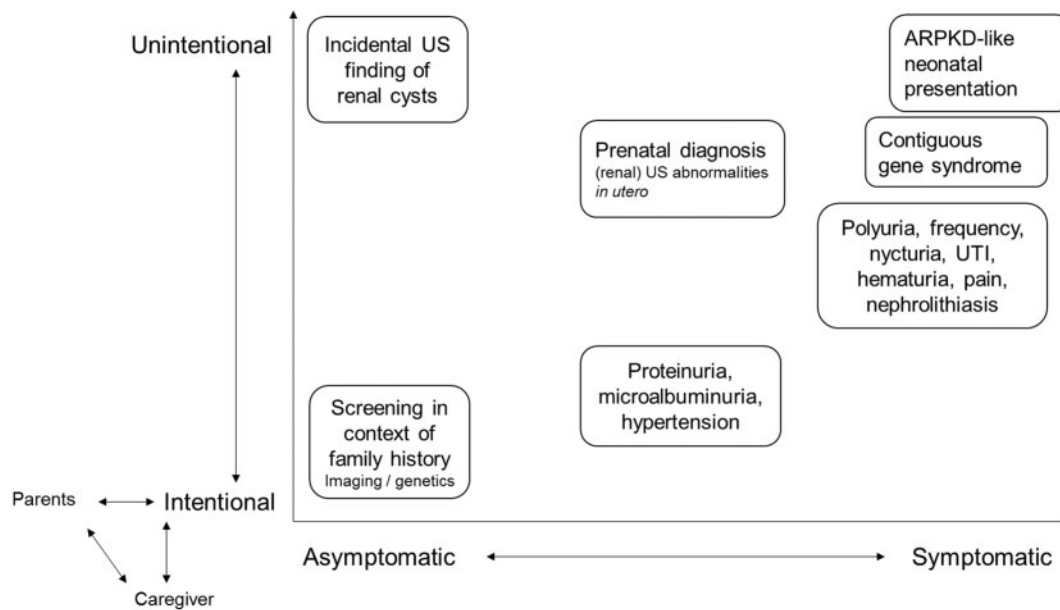 Unintentional
Incidental US
finding of
renal cysts
ARPKD-like
neonatal
presentation
Prenatal diagnosis
(renal) US abnormalities
in utero
Contiguous
gene syndrome
Polyuria, frequency,
nycturia, UTI,
hematuria, pain,
nephrolithiasis
Proteinuria,
microalbuminuria,
hypertension
Screening in
context of
family history
Imaging / genetics
Parents
Intentional
Caregiver
Asymptomatic
Symptomatic